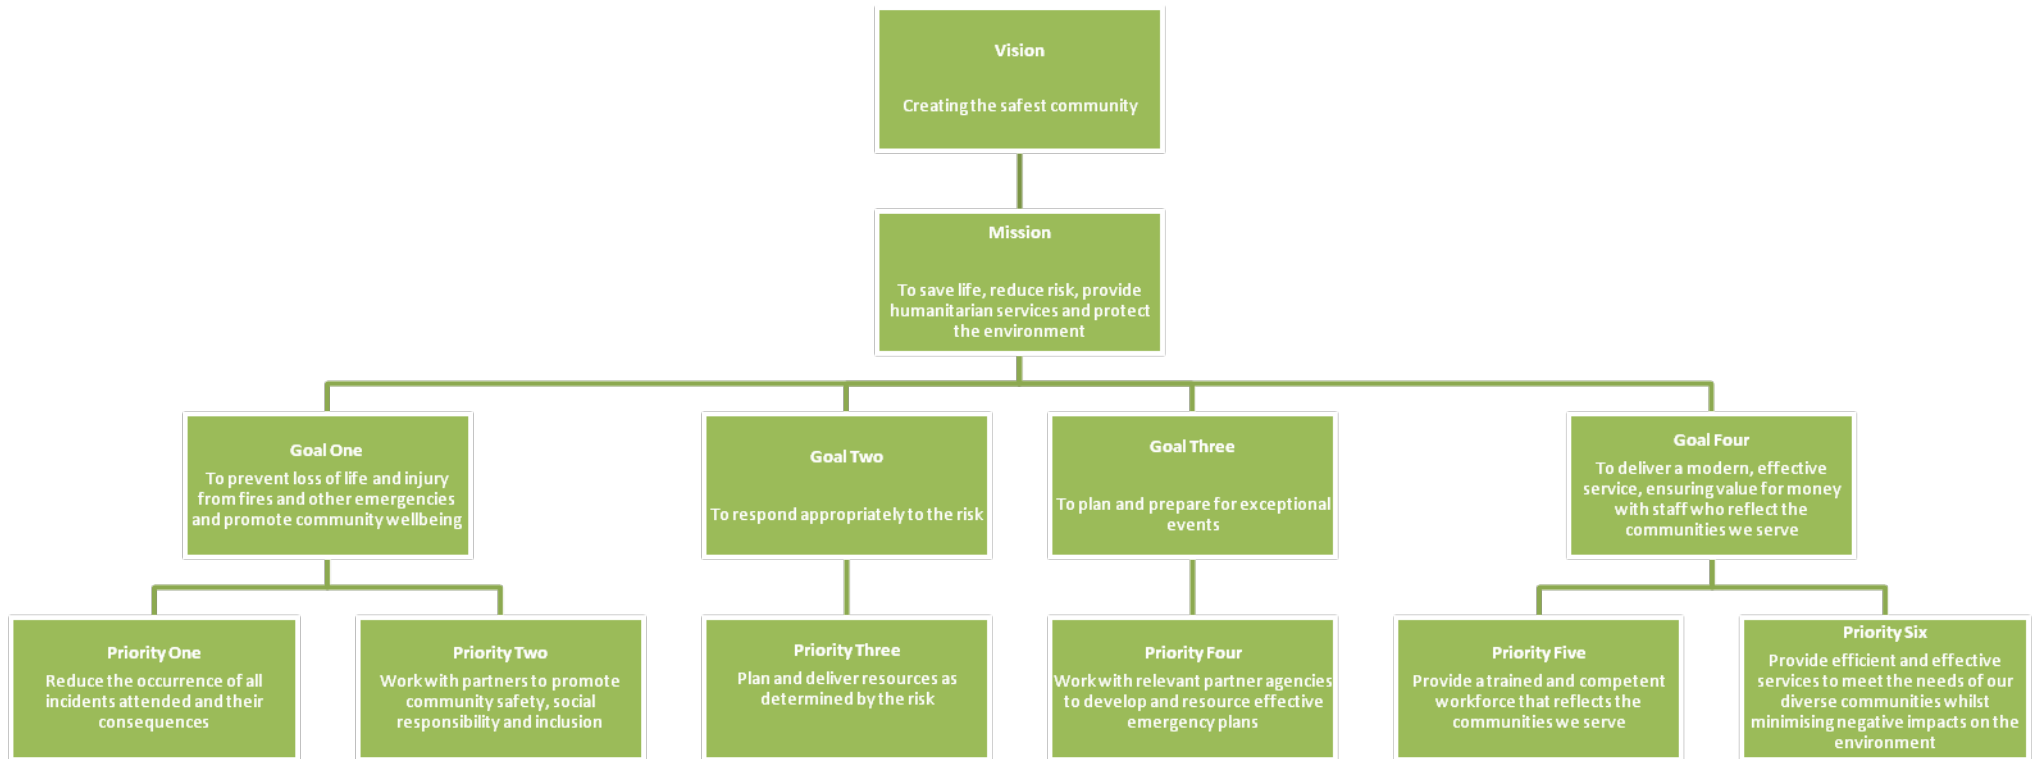 Vision
Creating the safest community
Mission
To save life, reduce risk, provide
humanitarian services and protect
the environment
Goal One
To prevent loss of life and injury
from fires and other emergencies
and promote community wellbeing
Goal Two
To respond appropriately to the risk
Goal Three
To plan and prepare for exceptional
events
Goal Four
To deliver a modern, effective
service, ensuring value for money
with staff who reflect the
communities we serve
Priority One
Reduce the occurrence of all
incidents attended and their
consequences
Priority Two
Work with partners to promote
community safety, social
responsibility and inclusion
Priority Three
Plan and deliver resources as
determined by the risk
Priority Four
Work with relevant partner agencies
to develop and resource effective
emergency plans
Priority Five
Provide a trained and competent
workforce that reflects the
communities we serve
Priority Six
Provide efficient and effective
services to meet the needs of our
diverse communities whilst
minimising negative impacts on the
environment